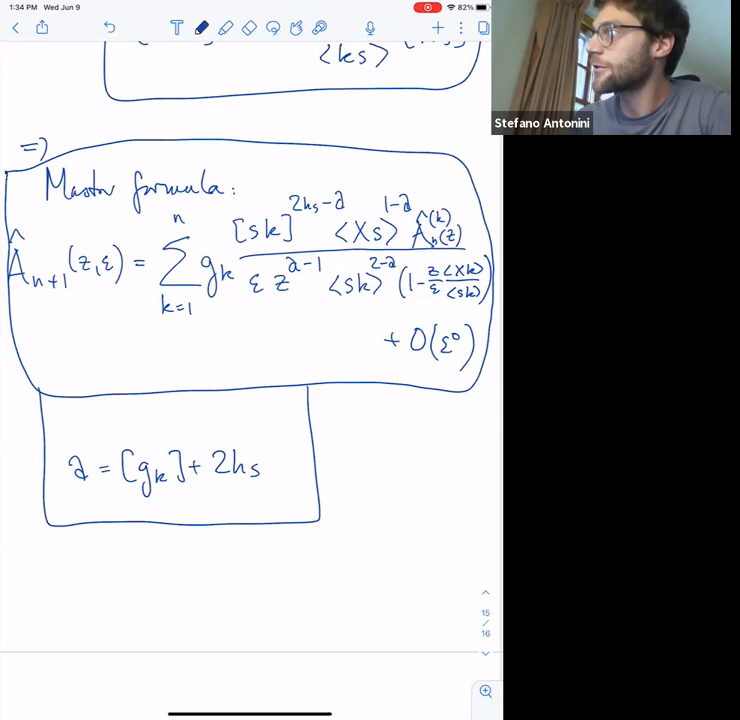 1:34 PM Wed Jun 9
82%
<ks>
Stefano Antonini
=>
Master formula:
Â_{n+1}(z,ε) = Σ_{k=1}^{n} g_k [sk]^{2h_s-a} <Xs>^{1-a} Â_n^{(k)}(z) / ε z^{a-1} <sk>^{2-a} (1 - z/ε <Xk>/<sk>)
+ O(ε⁰)
a = [g_k] + 2h_s
15
/
16